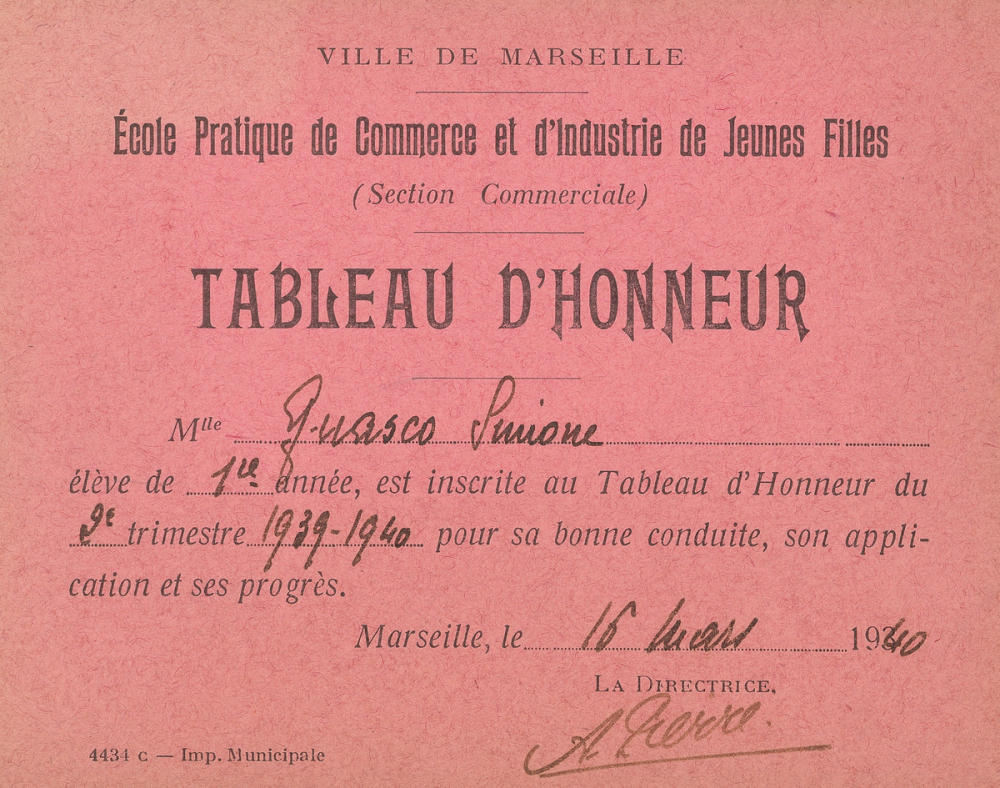 VILLE DE MARSEILLE
École Pratique de Commerce et d'Industrie de Jeunes Filles
(Section Commerciale)
TABLEAU D'HONNEUR
Mlle Guasco Simone
élève de 1re année, est inscrite au Tableau d'Honneur du
2e trimestre 1939-1940 pour sa bonne conduite, son appli-
cation et ses progrès.
Marseille, le 16 mars 1940
LA DIRECTRICE,
A Pierre.
4434 c — Imp. Municipale